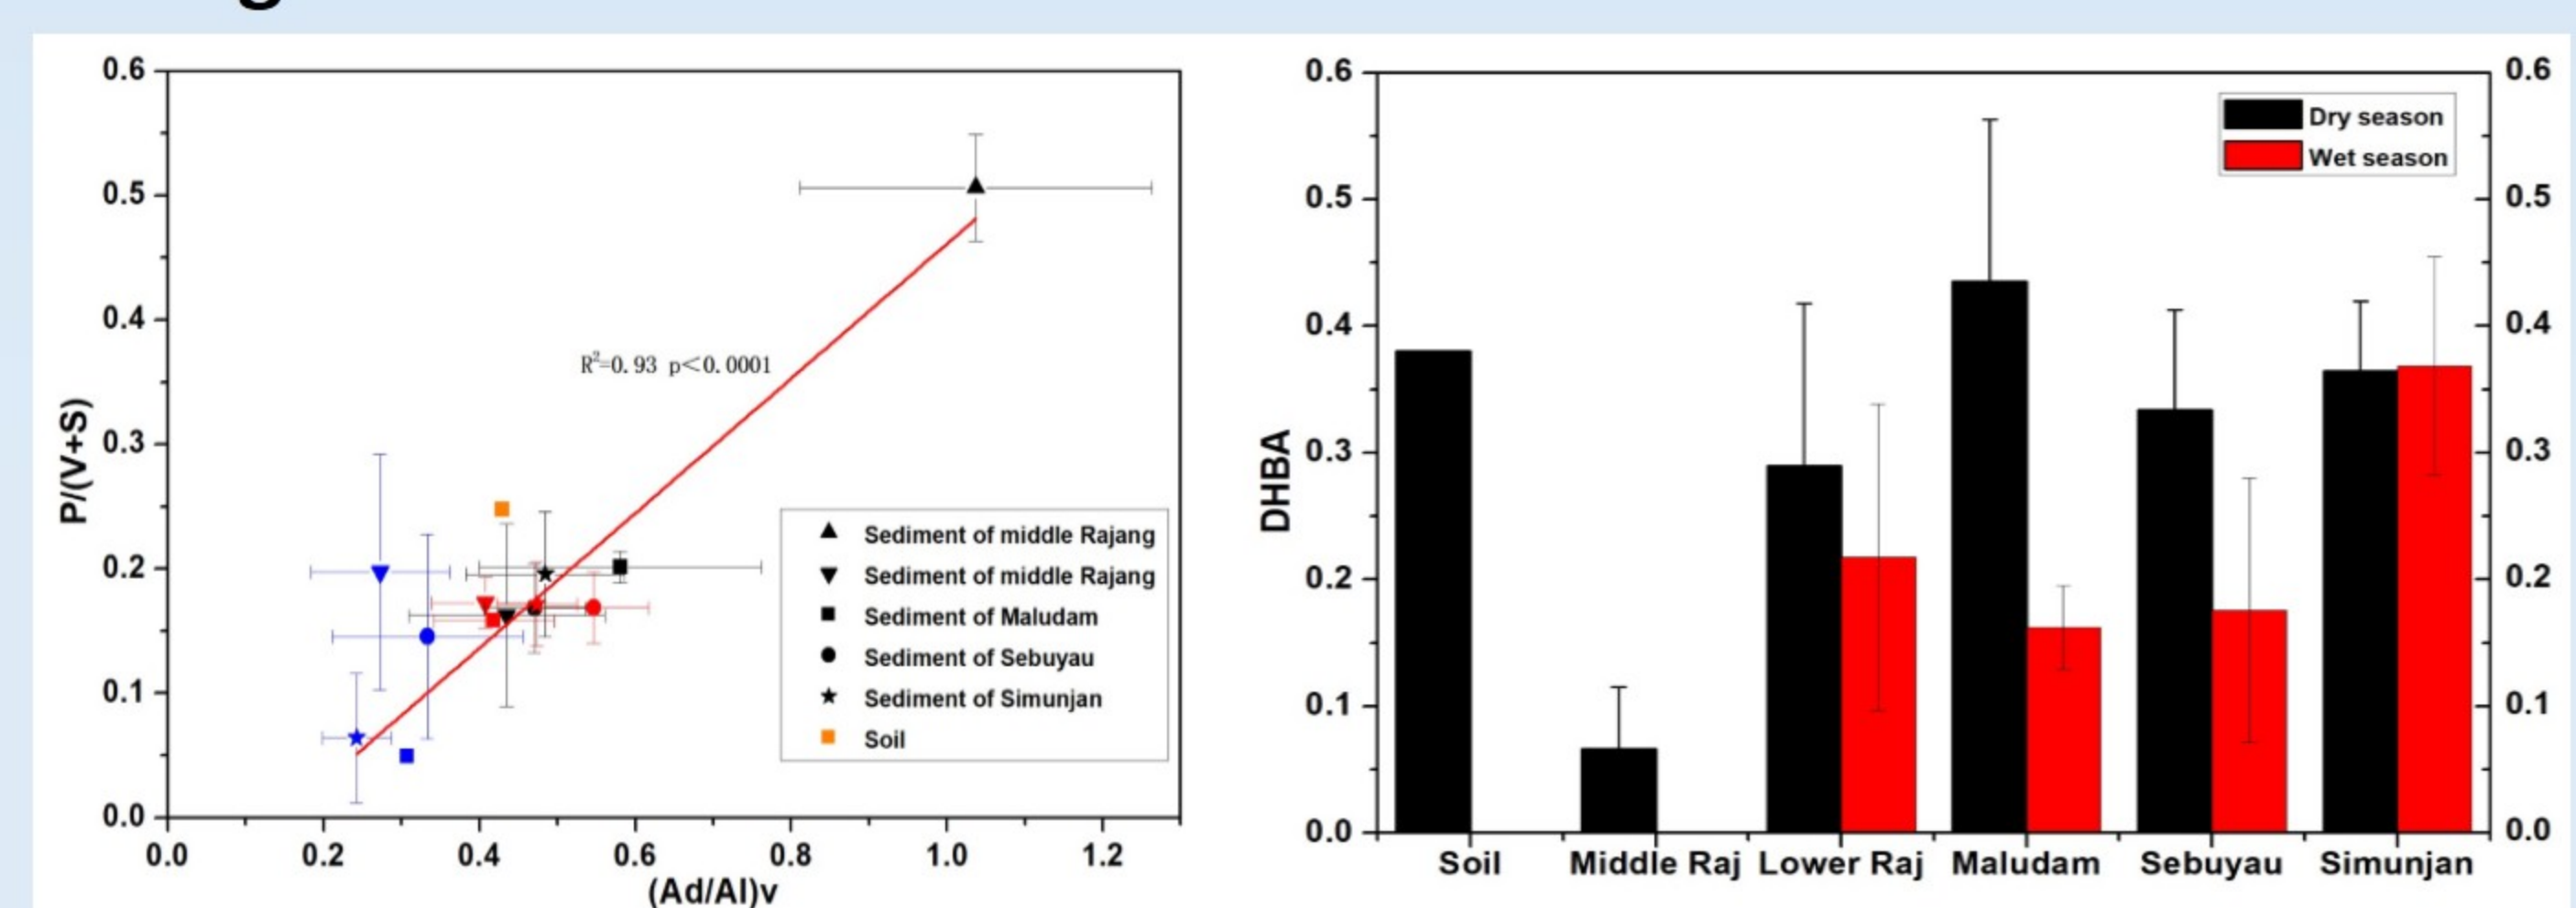 0.6
0.5
0.4
0.3
0.2
0.1
0.0
P/(V+S)
R²=0.93 p<0.0001
Sediment of middle Rajang
Sediment of middle Rajang
Sediment of Maludam
Sediment of Sebuyau
Sediment of Simunjan
Soil
0.0 0.2 0.4 0.6 0.8 1.0 1.2
(Ad/Al)v
0.6
0.5
0.4
0.3
0.2
0.1
0.0
DHBA
Dry season
Wet season
0.6
0.5
0.4
0.3
0.2
0.1
0.0
Soil Middle Raj Lower Raj Maludam Sebuyau Simunjan